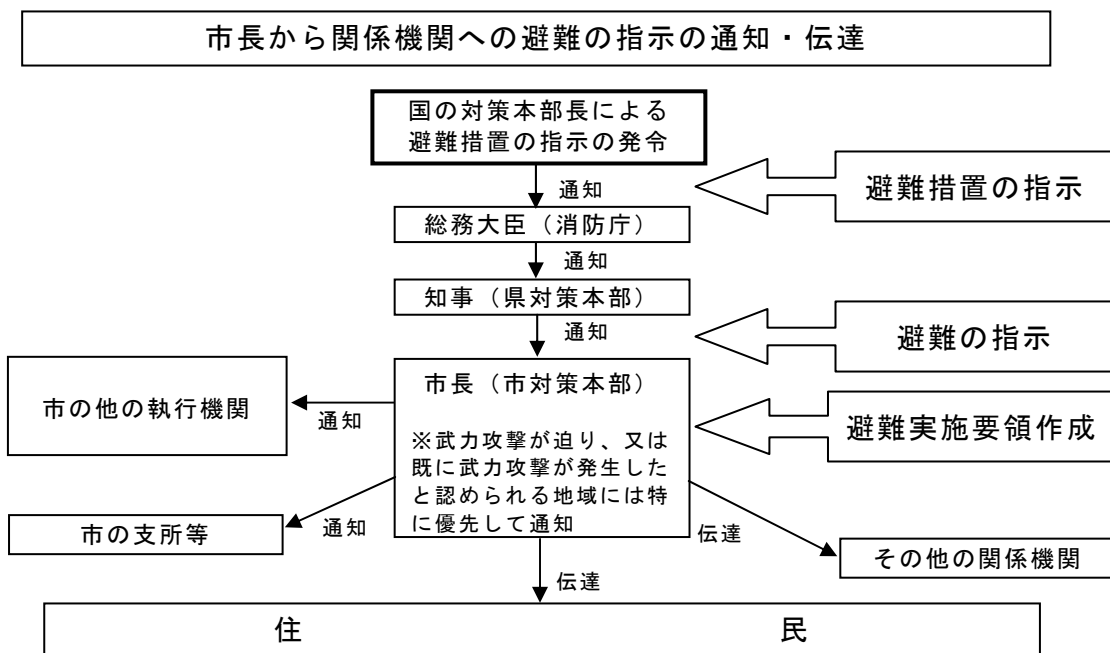 市長から関係機関への避難の指示の通知・伝達
国の対策本部長による
避難措置の指示の発令
通知
避難措置の指示
総務大臣（消防庁）
通知
知事（県対策本部）
通知
避難の指示
市長（市対策本部）
※武力攻撃が迫り、又は
既に武力攻撃が発生した
と認められる地域には特
に優先して通知
市の他の執行機関
通知
避難実施要領作成
市の支所等
通知
伝達
その他の関係機関
伝達
住民